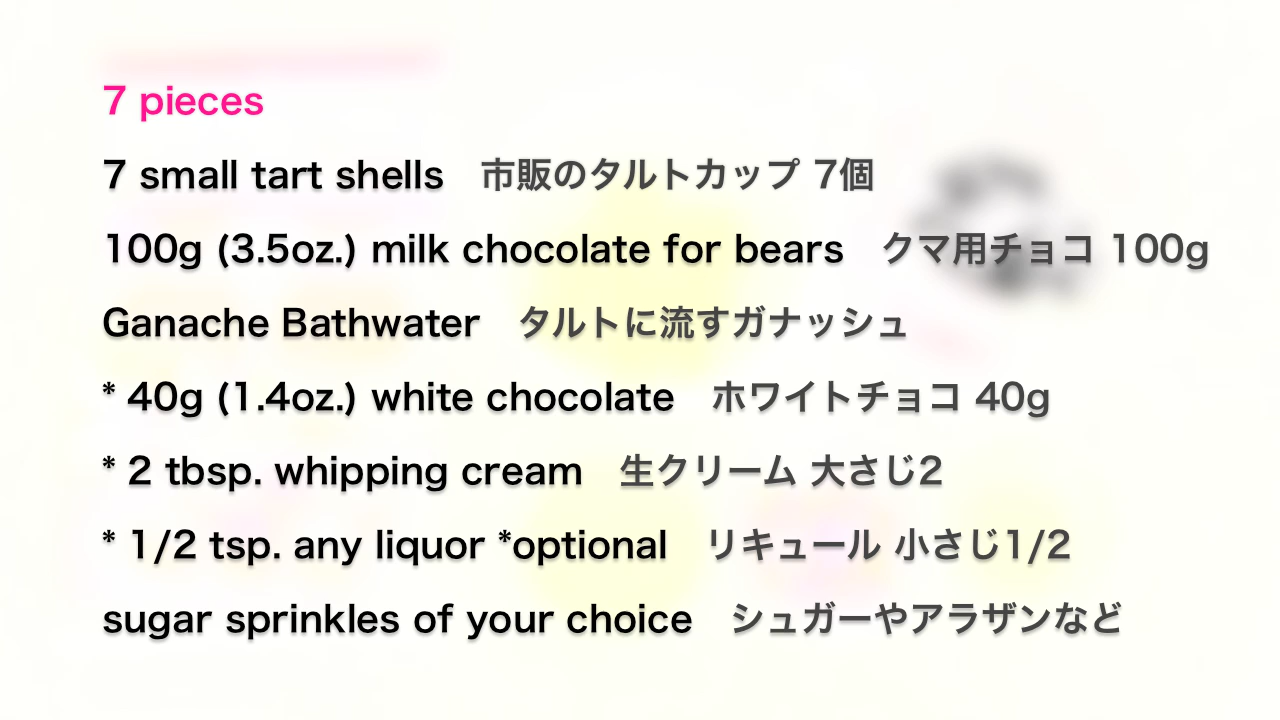 7 pieces
7 small tart shells 市販のタルトカップ 7個
100g (3.5oz.) milk chocolate for bears クマ用チョコ 100g
Ganache Bathwater タルトに流すガナッシュ
* 40g (1.4oz.) white chocolate ホワイトチョコ 40g
* 2 tbsp. whipping cream 生クリーム 大さじ2
* 1/2 tsp. any liquor *optional リキュール 小さじ1/2
sugar sprinkles of your choice シュガーやアラザンなど